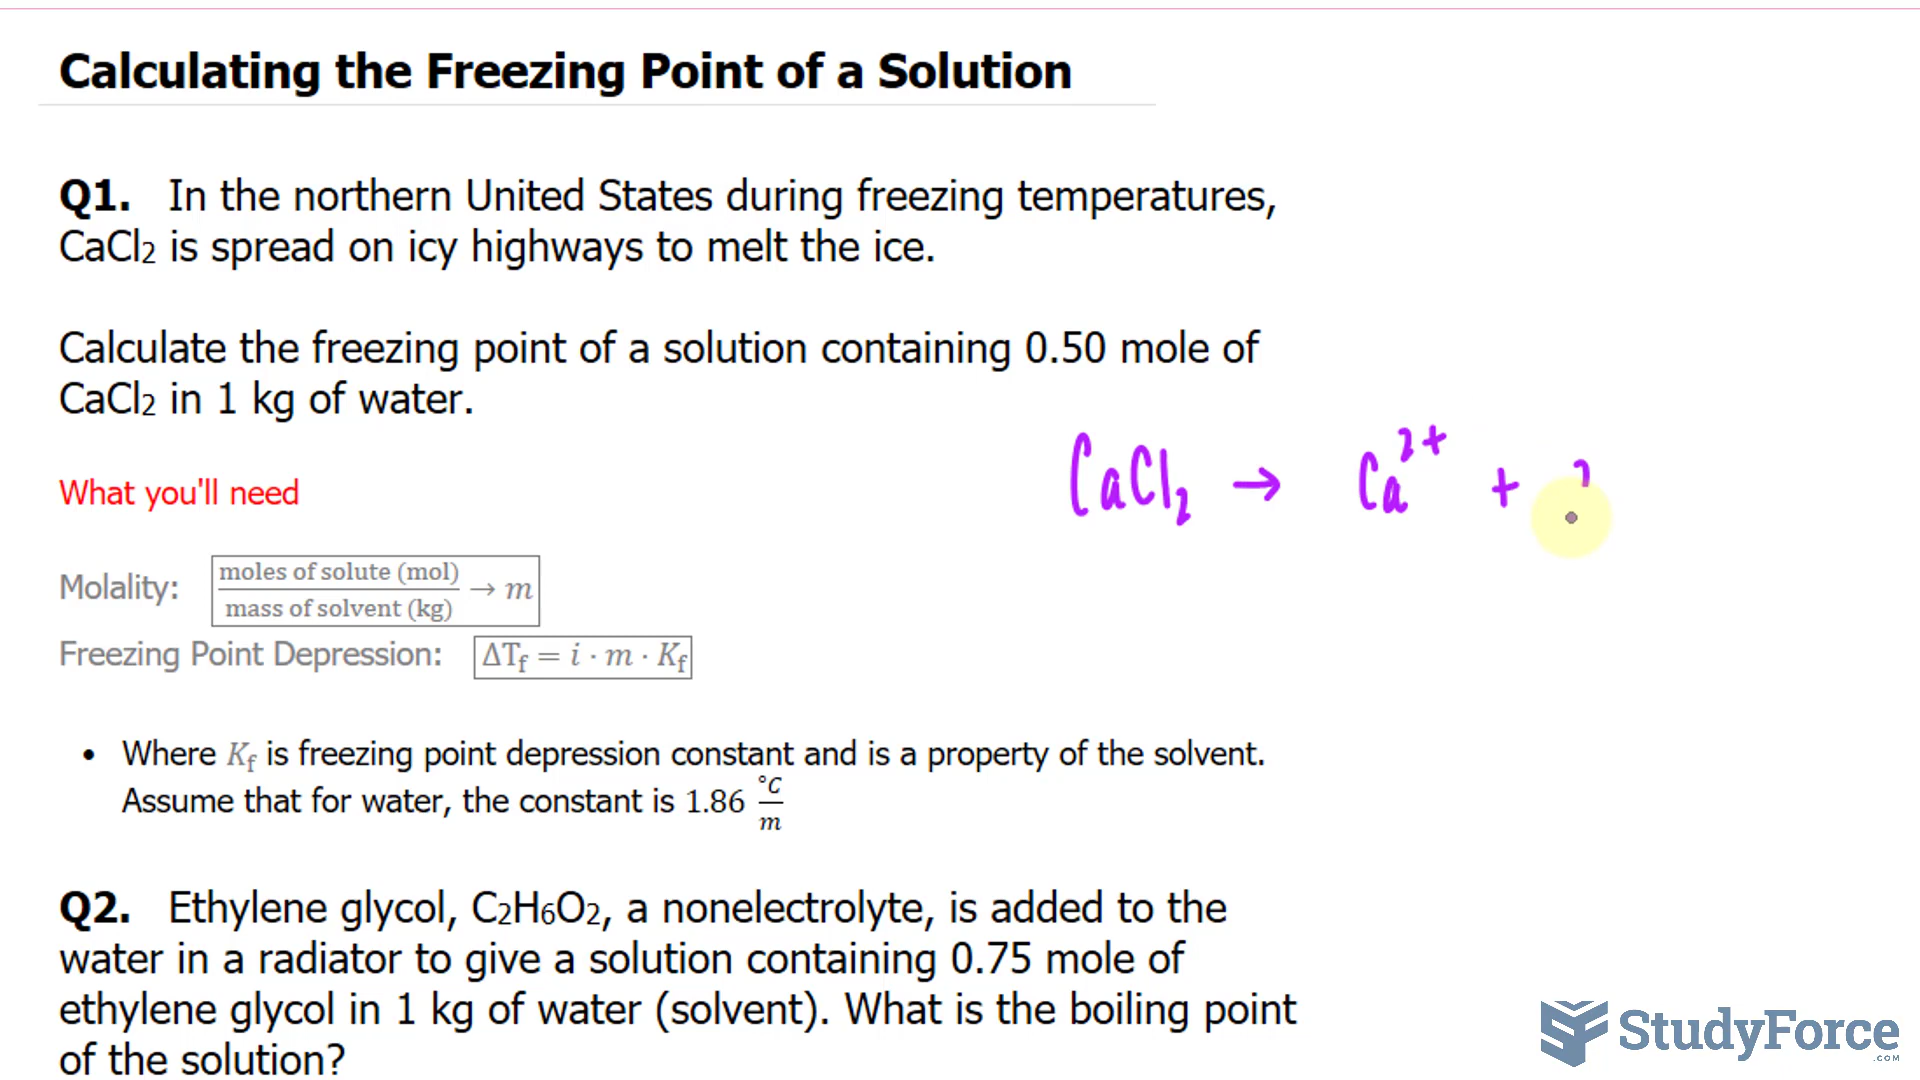 Calculating the Freezing Point of a Solution
Q1. In the northern United States during freezing temperatures,
CaCl₂ is spread on icy highways to melt the ice.
Calculate the freezing point of a solution containing 0.50 mole of
CaCl₂ in 1 kg of water.
CaCl₂ → Ca²⁺ +
What you'll need
Molality: moles of solute (mol) / mass of solvent (kg) → m
Freezing Point Depression: ΔT_f = i · m · K_f
• Where K_f is freezing point depression constant and is a property of the solvent.
Assume that for water, the constant is 1.86 °C/m
Q2. Ethylene glycol, C₂H₆O₂, a nonelectrolyte, is added to the
water in a radiator to give a solution containing 0.75 mole of
ethylene glycol in 1 kg of water (solvent). What is the boiling point
of the solution?
StudyForce
.COM